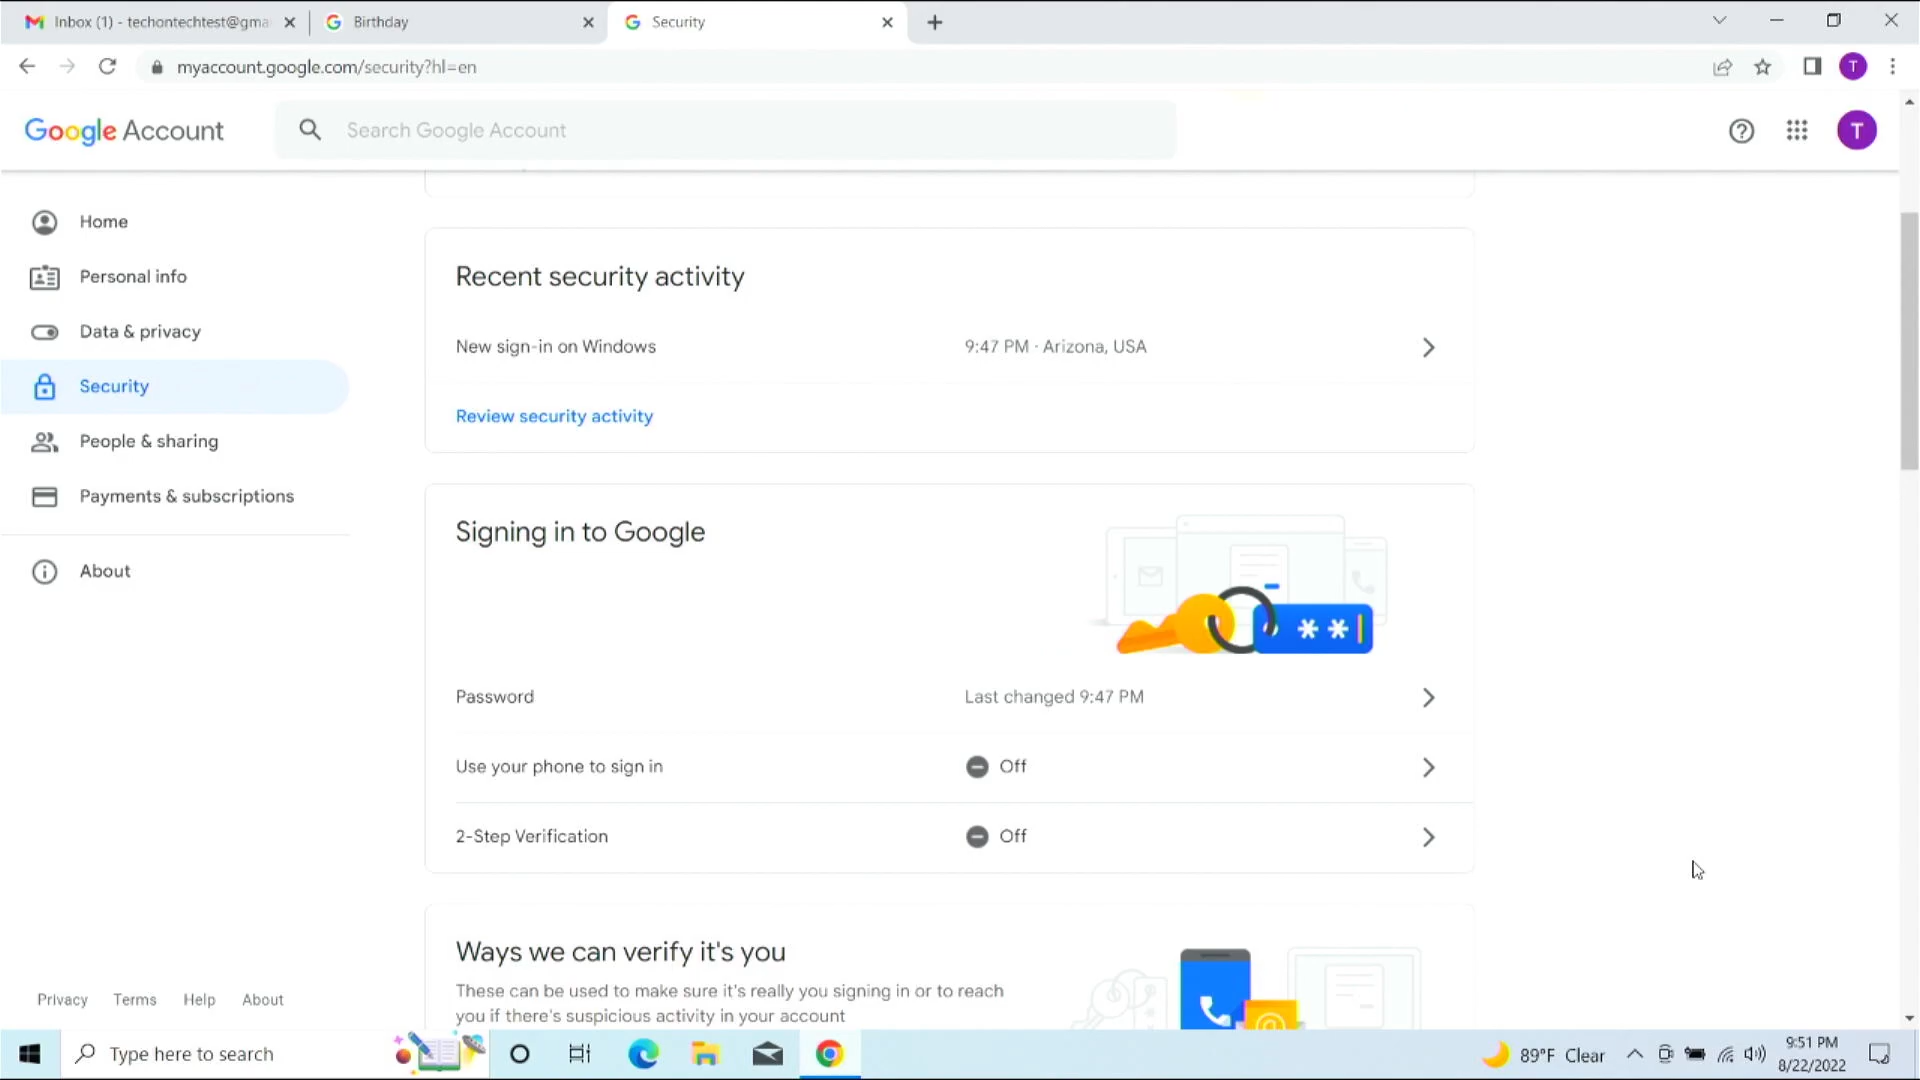 Inbox (1) - techontechtest@gma
Birthday
Security
myaccount.google.com/security?hl=en
T
Google Account
Search Google Account
T
Home
Personal info
Data & privacy
Security
People & sharing
Payments & subscriptions
About
Recent security activity
New sign-in on Windows
9:47 PM · Arizona, USA
Review security activity
Signing in to Google
**
Password
Last changed 9:47 PM
Use your phone to sign in
Off
2-Step Verification
Off
Ways we can verify it's you
These can be used to make sure it's really you signing in or to reach
you if there's suspicious activity in your account
Privacy
Terms
Help
About
Type here to search
89°F Clear
9:51 PM
8/22/2022